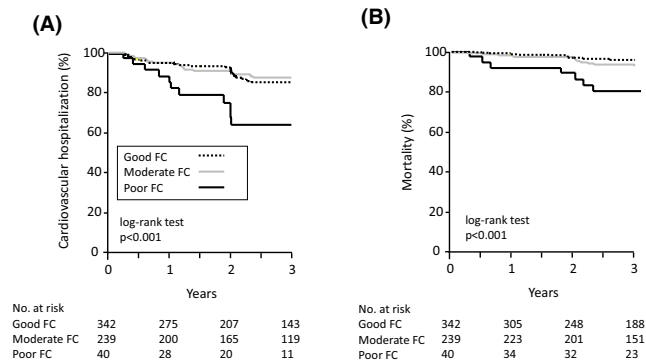 (A)
Cardiovascular hospitalization (%)
100
80
60
40
20
0
Good FC
Moderate FC
Poor FC
log-rank test
p<0.001
0 1 2 3
Years
No. at risk
Good FC 342 275 207 143
Moderate FC 239 200 165 119
Poor FC 40 28 20 11
(B)
Mortality (%)
100
80
60
40
20
0
log-rank test
p<0.001
0 1 2 3
Years
No. at risk
Good FC 342 305 248 188
Moderate FC 239 223 201 151
Poor FC 40 34 32 23